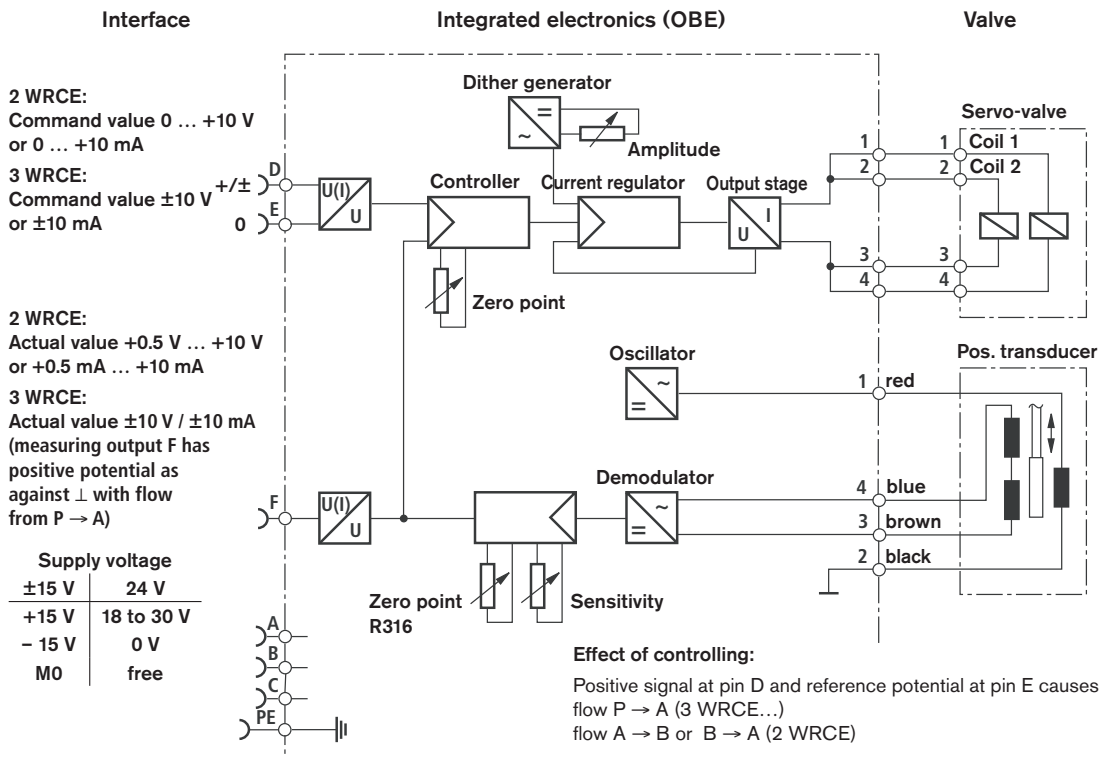 Interface
Integrated electronics (OBE)
Valve
2 WRCE:
Command value 0 … +10 V
or 0 … +10 mA
3 WRCE:
Command value ±10 V
or ±10 mA
+/±
0
D
E
U(I)
U
Dither generator
=
~
Amplitude
Controller
Current regulator
Output stage
I
U
Zero point
1
2
3
4
Servo-valve
1
Coil 1
2
Coil 2
3
4
2 WRCE:
Actual value +0.5 V … +10 V
or +0.5 mA … +10 mA
3 WRCE:
Actual value ±10 V / ±10 mA
(measuring output F has
positive potential as
against ⊥ with flow
from P → A)
F
U(I)
U
Oscillator
~
=
Demodulator
~
=
Zero point
R316
Sensitivity
Pos. transducer
1 red
4 blue
3 brown
2 black
Supply voltage
±15 V 24 V
+15 V 18 to 30 V
– 15 V 0 V
M0 free
A
B
C
PE
Effect of controlling:
Positive signal at pin D and reference potential at pin E causes
flow P → A (3 WRCE…)
flow A → B or B → A (2 WRCE)